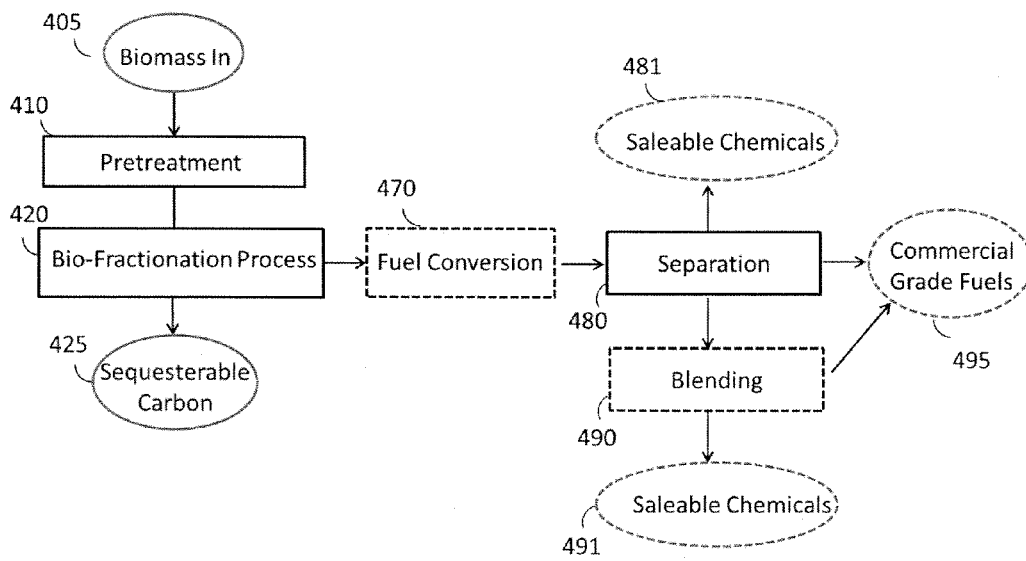 405
Biomass In
410
Pretreatment
420
Bio-Fractionation Process
425
Sequesterable
Carbon
470
Fuel Conversion
481
Saleable Chemicals
Separation
480
Commercial
Grade Fuels
495
Blending
490
Saleable Chemicals
491